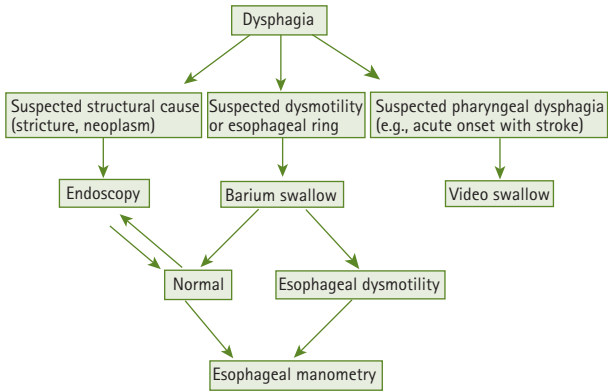 Dysphagia
Suspected structural cause
(stricture, neoplasm)
Suspected dysmotility
or esophageal ring
Suspected pharyngeal dysphagia
(e.g., acute onset with stroke)
Endoscopy
Barium swallow
Video swallow
Normal
Esophageal dysmotility
Esophageal manometry